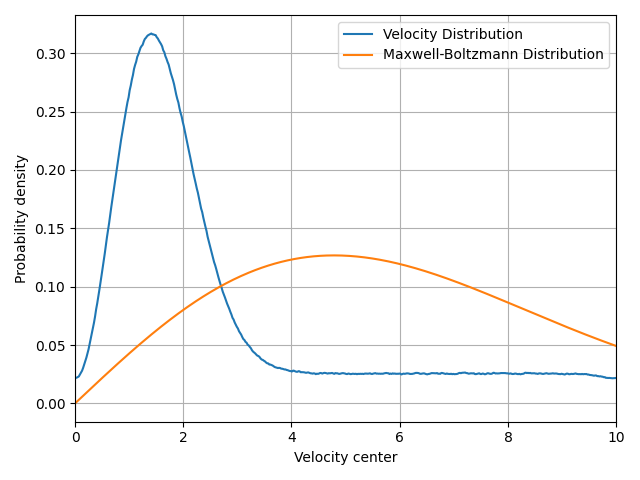 Velocity Distribution
Maxwell-Boltzmann Distribution
0.30
0.25
0.20
0.15
0.10
0.05
0.00
Probability density
0 2 4 6 8 10
Velocity center